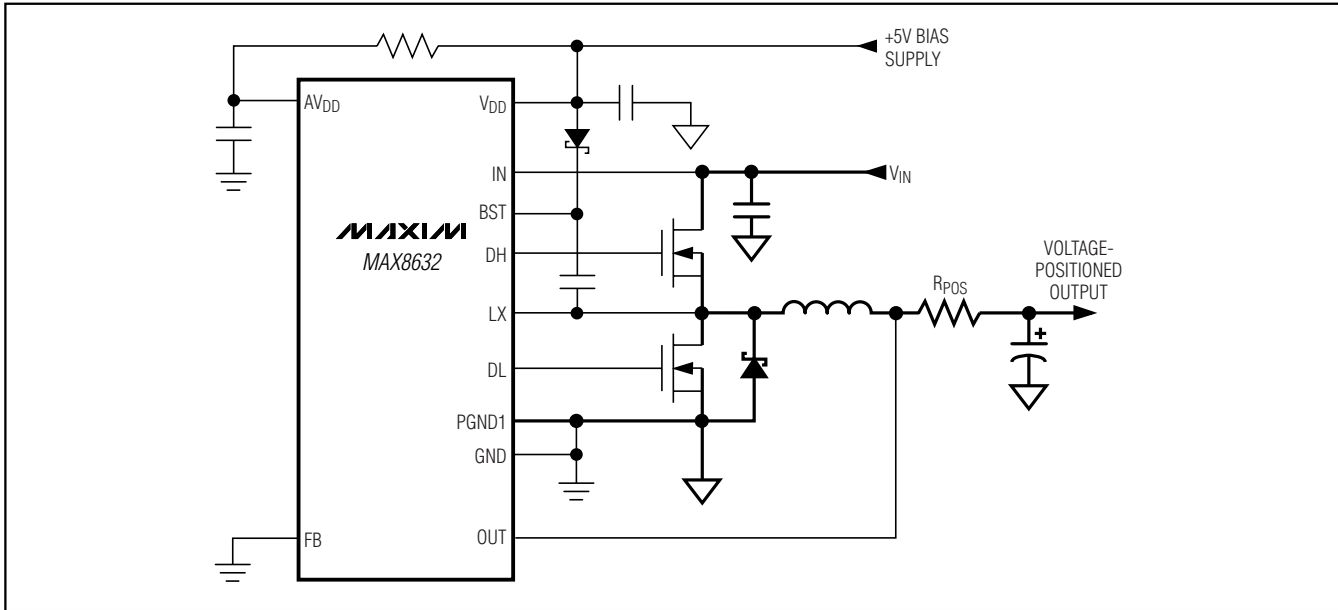 +5V BIAS
SUPPLY
AVDD
VDD
IN
VIN
BST
MAXIM
MAX8632
DH
VOLTAGE-
POSITIONED
OUTPUT
RPOS
LX
DL
PGND1
GND
FB
OUT
+